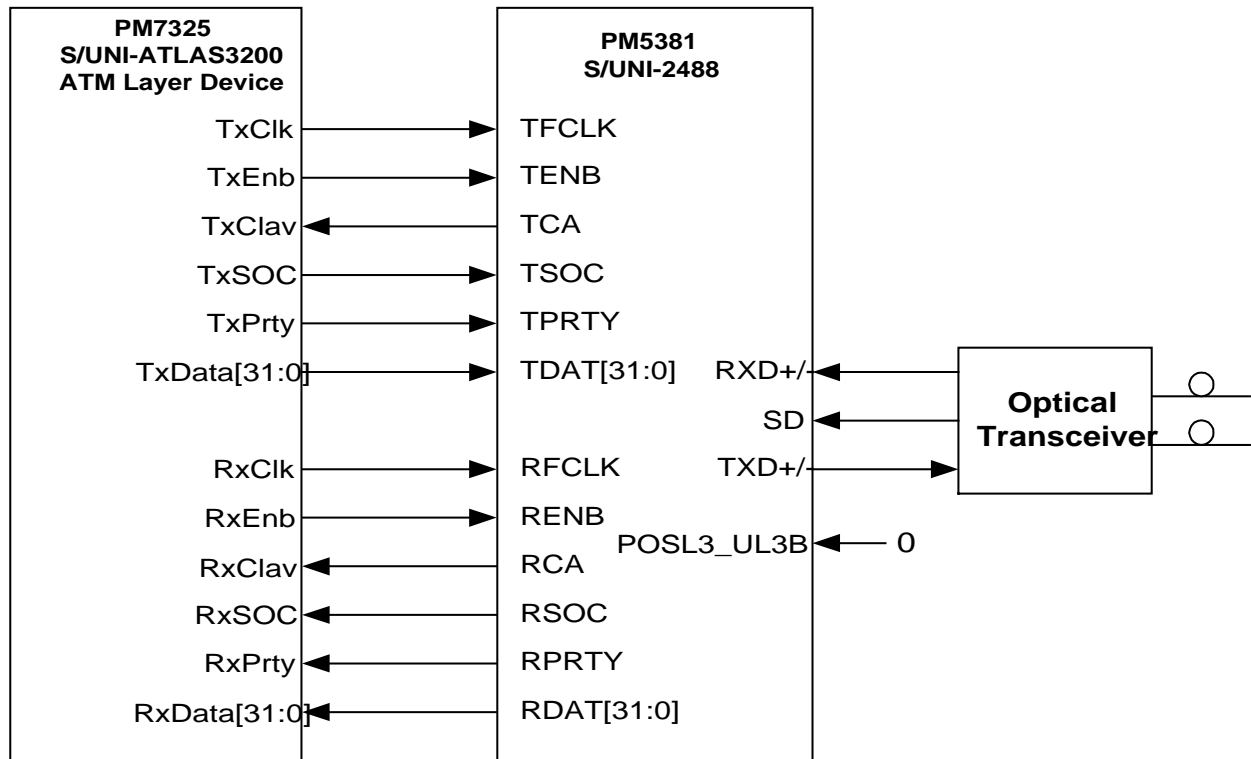 PM7325
S/UNI-ATLAS3200
ATM Layer Device
TxClk
TxEnb
TxClav
TxSOC
TxPrty
TxData[31:0]
RxClk
RxEnb
RxClav
RxSOC
RxPrty
RxData[31:0]
PM5381
S/UNI-2488
TFCLK
TENB
TCA
TSOC
TPRTY
TDAT[31:0]
RFCLK
RENB
RCA
RSOC
RPRTY
RDAT[31:0]
RXD+/-
SD
TXD+/-
POSL3_UL3B
0
Optical
Transceiver